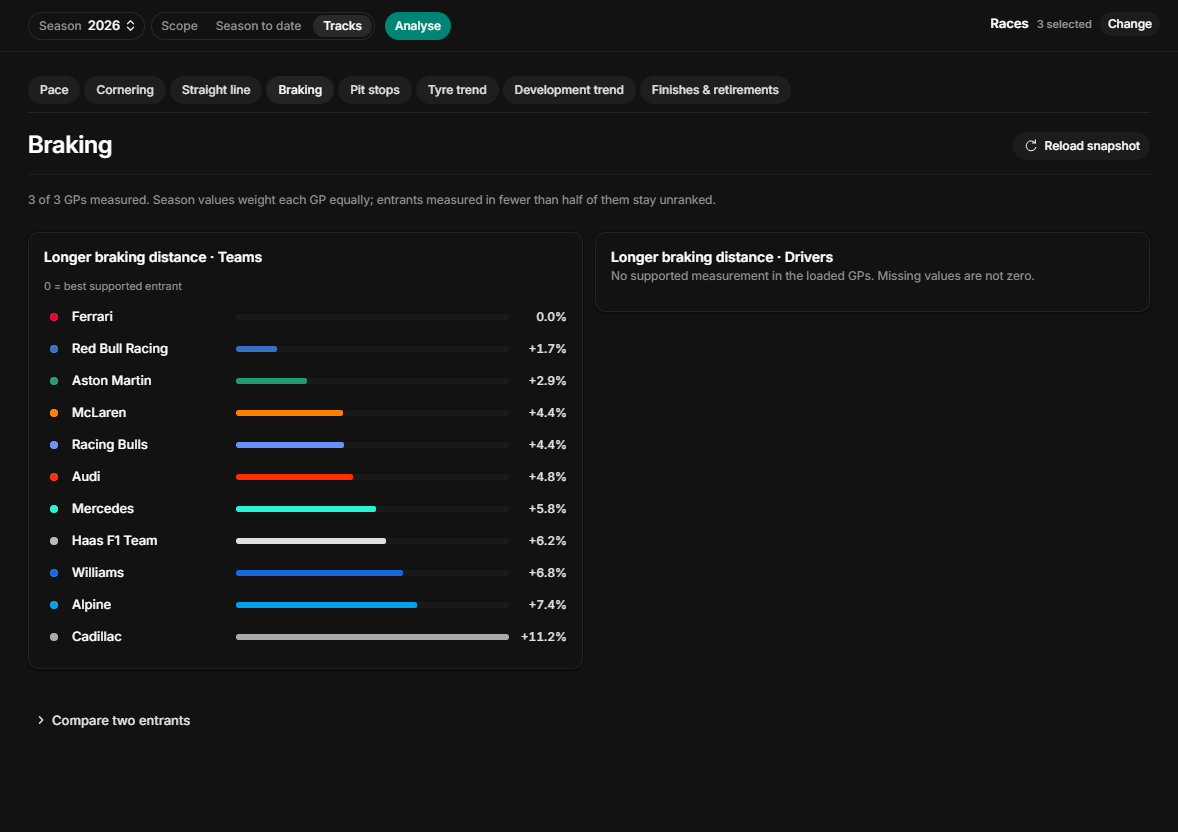 Season 2026 Scope Season to date Tracks Analyse Races 3 selected Change
Pace Cornering Straight line Braking Pit stops Tyre trend Development trend Finishes & retirements
Braking Reload snapshot
3 of 3 GPs measured. Season values weight each GP equally; entrants measured in fewer than half of them stay unranked.
Longer braking distance · Teams
0 = best supported entrant
Ferrari 0.0%
Red Bull Racing +1.7%
Aston Martin +2.9%
McLaren +4.4%
Racing Bulls +4.4%
Audi +4.8%
Mercedes +5.8%
Haas F1 Team +6.2%
Williams +6.8%
Alpine +7.4%
Cadillac +11.2%
Longer braking distance · Drivers
No supported measurement in the loaded GPs. Missing values are not zero.
Compare two entrants